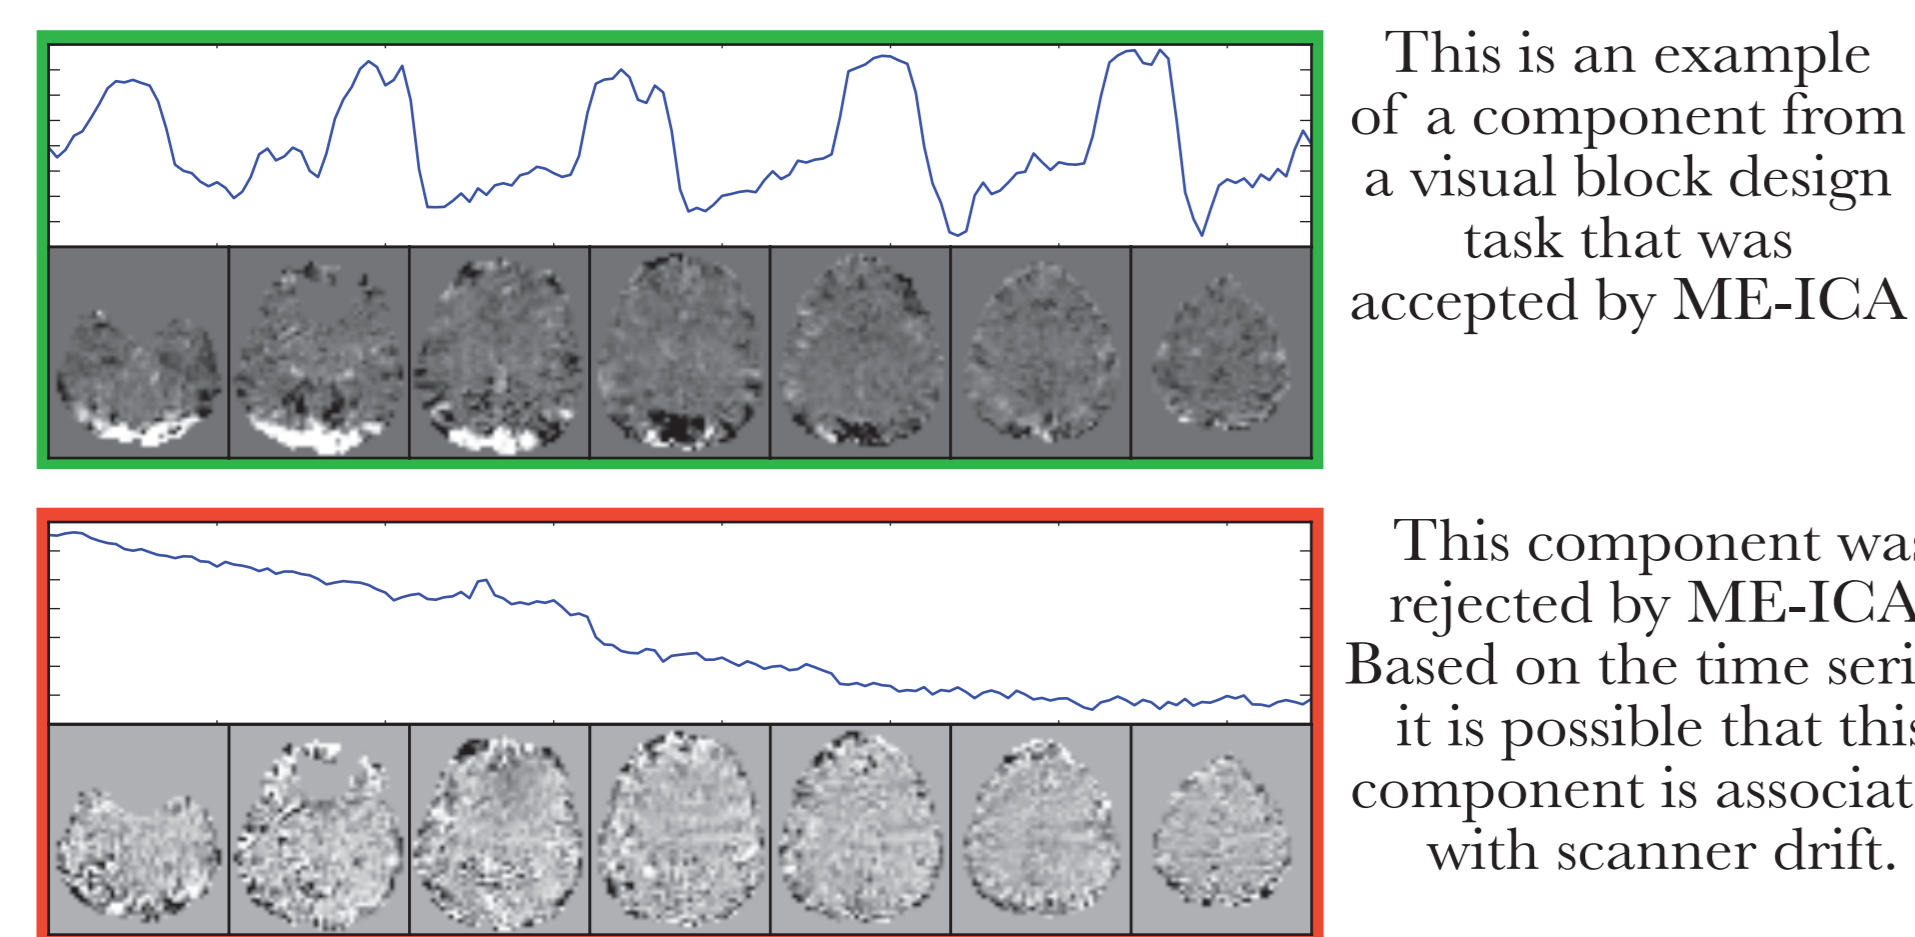 This is an example
of a component from
a visual block design
task that was
accepted by ME-ICA
This component was
rejected by ME-ICA
Based on the time seri
it is possible that this
component is associat
with scanner drift.